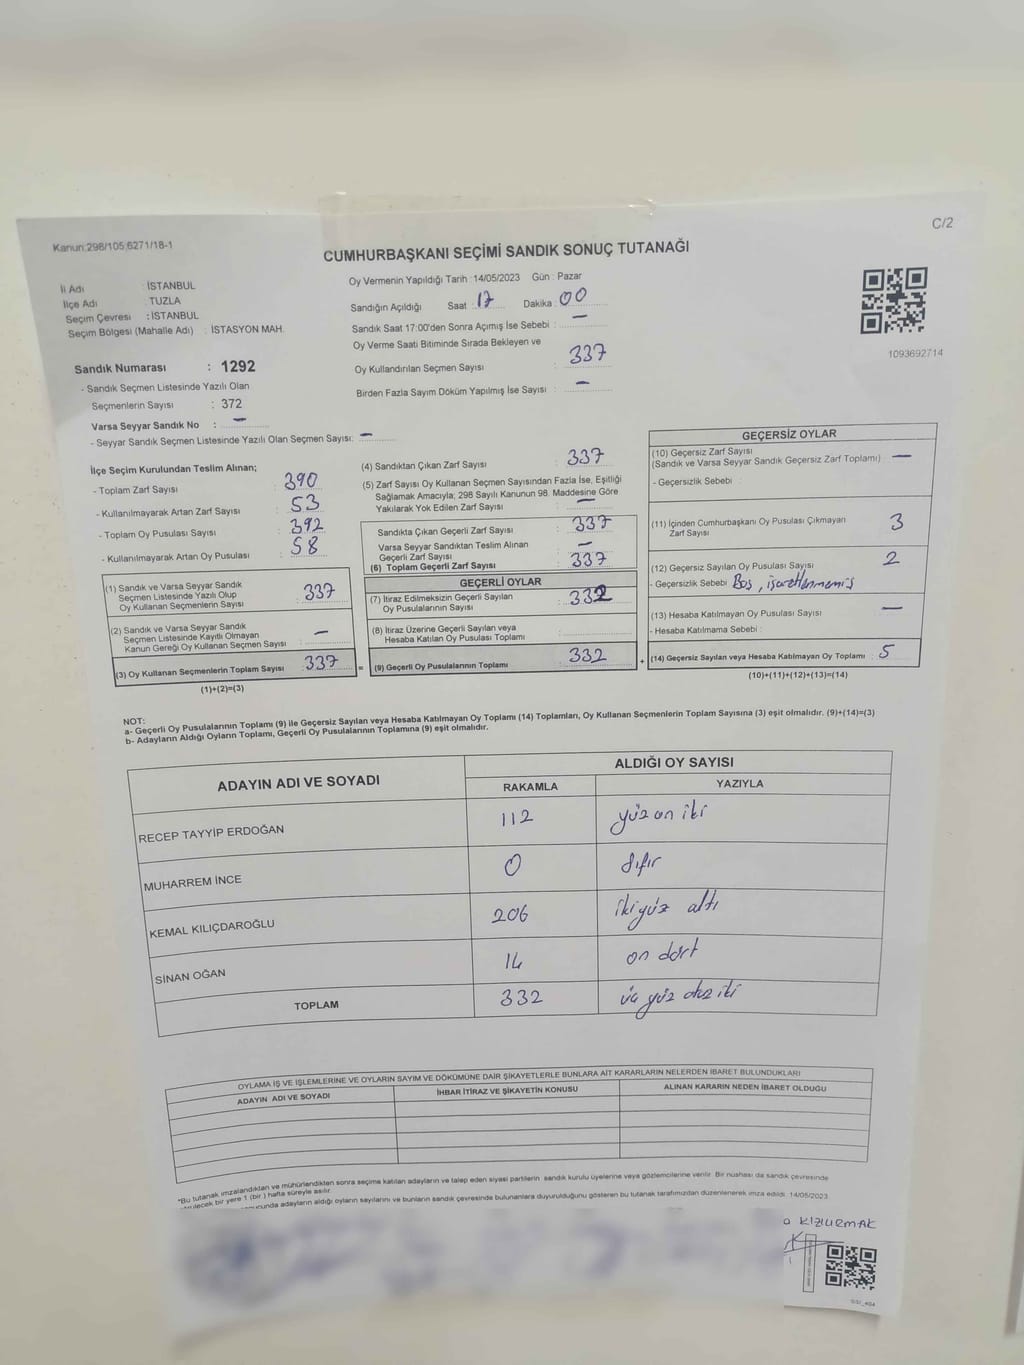 Kanun:298/105;6271/18-1
C/2
CUMHURBAŞKANI SEÇİMİ SANDIK SONUÇ TUTANAĞI
İl Adı : İSTANBUL
İlçe Adı : TUZLA
Seçim Çevresi : İSTANBUL
Seçim Bölgesi (Mahalle Adı) : İSTASYON MAH.
Oy Vermenin Yapıldığı Tarih :14/05/2023 Gün : Pazar
Sandığın Açıldığı Saat : 17 Dakika : 00
Sandık Saat 17:00'den Sonra Açımış İse Sebebi : —
Oy Verme Saati Bitiminde Sırada Bekleyen ve
Oy Kullandırılan Seçmen Sayısı : 337
Birden Fazla Sayım Döküm Yapılmış İse Sayısı : —
1093692714
Sandık Numarası : 1292
- Sandık Seçmen Listesinde Yazılı Olan
Seçmenlerin Sayısı : 372
Varsa Seyyar Sandık No : —
- Seyyar Sandık Seçmen Listesinde Yazılı Olan Seçmen Sayısı: —
İlçe Seçim Kurulundan Teslim Alınan;
- Toplam Zarf Sayısı : 390
- Kullanılmayarak Artan Zarf Sayısı : 53
- Toplam Oy Pusulası Sayısı : 392
- Kullanılmayarak Artan Oy Pusulası : 58
(1) Sandık ve Varsa Seyyar Sandık
Seçmen Listesinde Yazılı Olup
Oy Kullanan Seçmenlerin Sayısı : 337
(2) Sandık ve Varsa Seyyar Sandık
Seçmen Listesinde Kayıtlı Olmayan
Kanun Gereği Oy Kullanan Seçmen Sayısı : —
(3) Oy Kullanan Seçmenlerin Toplam Sayısı : 337
(1)+(2)=(3)
(4) Sandıktan Çıkan Zarf Sayısı : 337
(5) Zarf Sayısı Oy Kullanan Seçmen Sayısından Fazla İse, Eşitliği
Sağlamak Amacıyla; 298 Sayılı Kanunun 98. Maddesine Göre
Yakılarak Yok Edilen Zarf Sayısı : —
Sandıkta Çıkan Geçerli Zarf Sayısı : 337
Varsa Seyyar Sandıktan Teslim Alınan
Geçerli Zarf Sayısı : —
(6) Toplam Geçerli Zarf Sayısı : 337
GEÇERLİ OYLAR
(7) İtiraz Edilmeksizin Geçerli Sayılan
Oy Pusulalarının Sayısı : 332
(8) İtiraz Üzerine Geçerli Sayılan veya
Hesaba Katılan Oy Pusulası Toplamı :
= (9) Geçerli Oy Pusulalarının Toplamı : 332 +
GEÇERSİZ OYLAR
(10) Geçersiz Zarf Sayısı
(Sandık ve Varsa Seyyar Sandık Geçersiz Zarf Toplamı) : —
- Geçersizlik Sebebi :
(11) İçinden Cumhurbaşkanı Oy Pusulası Çıkmayan
Zarf Sayısı 3
(12) Geçersiz Sayılan Oy Pusulası Sayısı : 2
- Geçersizlik Sebebi : Boş, işaretlenmemiş
(13) Hesaba Katılmayan Oy Pusulası Sayısı : —
- Hesaba Katılmama Sebebi :
(14) Geçersiz Sayılan veya Hesaba Katılmayan Oy Toplamı : 5
(10)+(11)+(12)+(13)=(14)
NOT:
a- Geçerli Oy Pusulalarının Toplamı (9) ile Geçersiz Sayılan veya Hesaba Katılmayan Oy Toplamı (14) Toplamları, Oy Kullanan Seçmenlerin Toplam Sayısına (3) eşit olmalıdır. (9)+(14)=(3)
b- Adayların Aldığı Oyların Toplamı, Geçerli Oy Pusulalarının Toplamına (9) eşit olmalıdır.
ADAYIN ADI VE SOYADI
ALDIĞI OY SAYISI
RAKAMLA YAZIYLA
RECEP TAYYİP ERDOĞAN 112 yüz on iki
MUHARREM İNCE 0 sıfır
KEMAL KILIÇDAROĞLU 206 iki yüz altı
SİNAN OĞAN 14 on dört
TOPLAM 332 üç yüz otuz iki
OYLAMA İŞ VE İŞLEMLERİNE VE OYLARIN SAYIM VE DÖKÜMÜNE DAİR ŞİKAYETLERLE BUNLARA AİT KARARLARIN NELERDEN İBARET BULUNDUKLARI
ADAYIN ADI VE SOYADI İHBAR İTİRAZ VE ŞİKAYETİN KONUSU ALINAN KARARIN NEDEN İBARET OLDUĞU
*Bu tutanak imzalandıktan ve mühürlendikten sonra seçime katılan adayların ve talep eden siyasi partilerin sandık kurulu üyelerine veya gözlemcilerine verilir. Bir nüshası da sandık çevresinde
bir yere 1 (bir) hafta süreyle asılır.
adayların aldığı oyların sayılarını ve bunların sandık çevresinde bulunanlara duyurulduğunu gösteren bu tutanak tarafımızdan düzenlenerek imza edildi. 14/05/2023
KIZILIRMAK